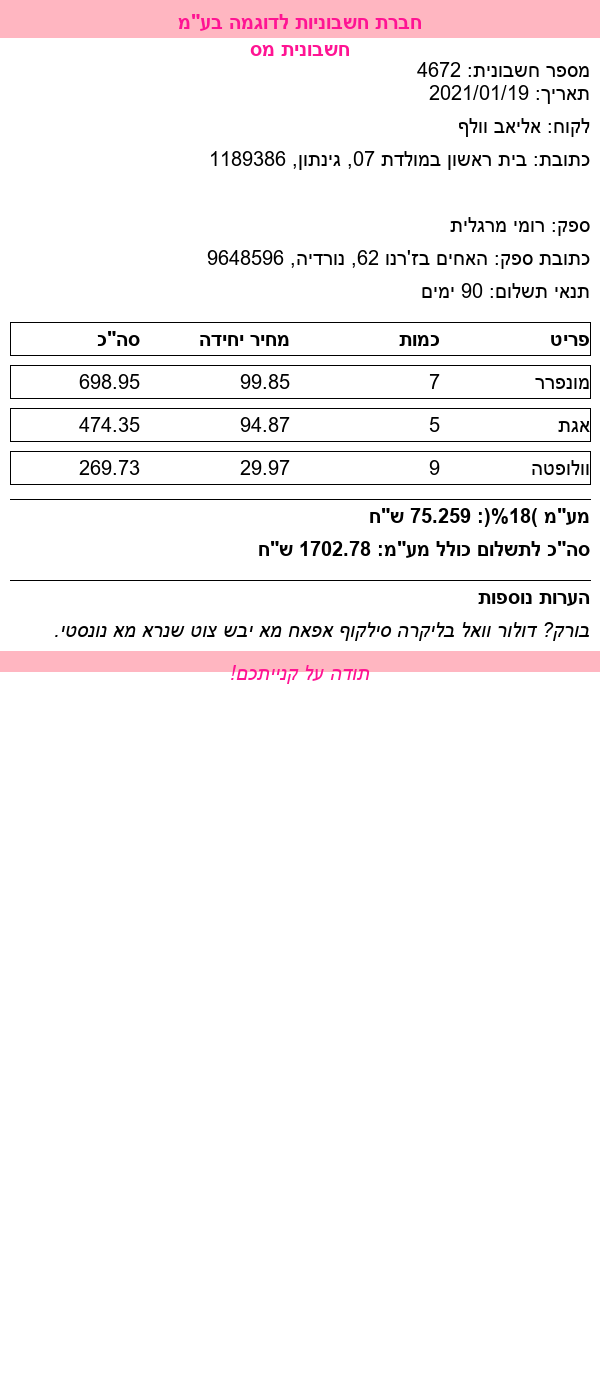 חברת חשבוניות לדוגמה בע"מ
חשבונית מס
מספר חשבונית: 4672
תאריך: 2021/01/19
לקוח: אליאב וולף
כתובת: בית ראשון במולדת 07, גינתון, 1189386
ספק: רומי מרגלית
כתובת ספק: האחים בז'רנו 62, נורדיה, 9648596
תנאי תשלום: 90 ימים
פריט כמות מחיר יחידה סה"כ
מונפרר 7 99.85 698.95
אגת 5 94.87 474.35
וולופטה 9 29.97 269.73
מע"מ )18%(: 75.259 ש"ח
סה"כ לתשלום כולל מע"מ: 1702.78 ש"ח
הערות נוספות
בורק? דולור וואל בליקרה סילקוף אפאח מא יבש צוט שנרא מא נונסטי.
תודה על קנייתכם!